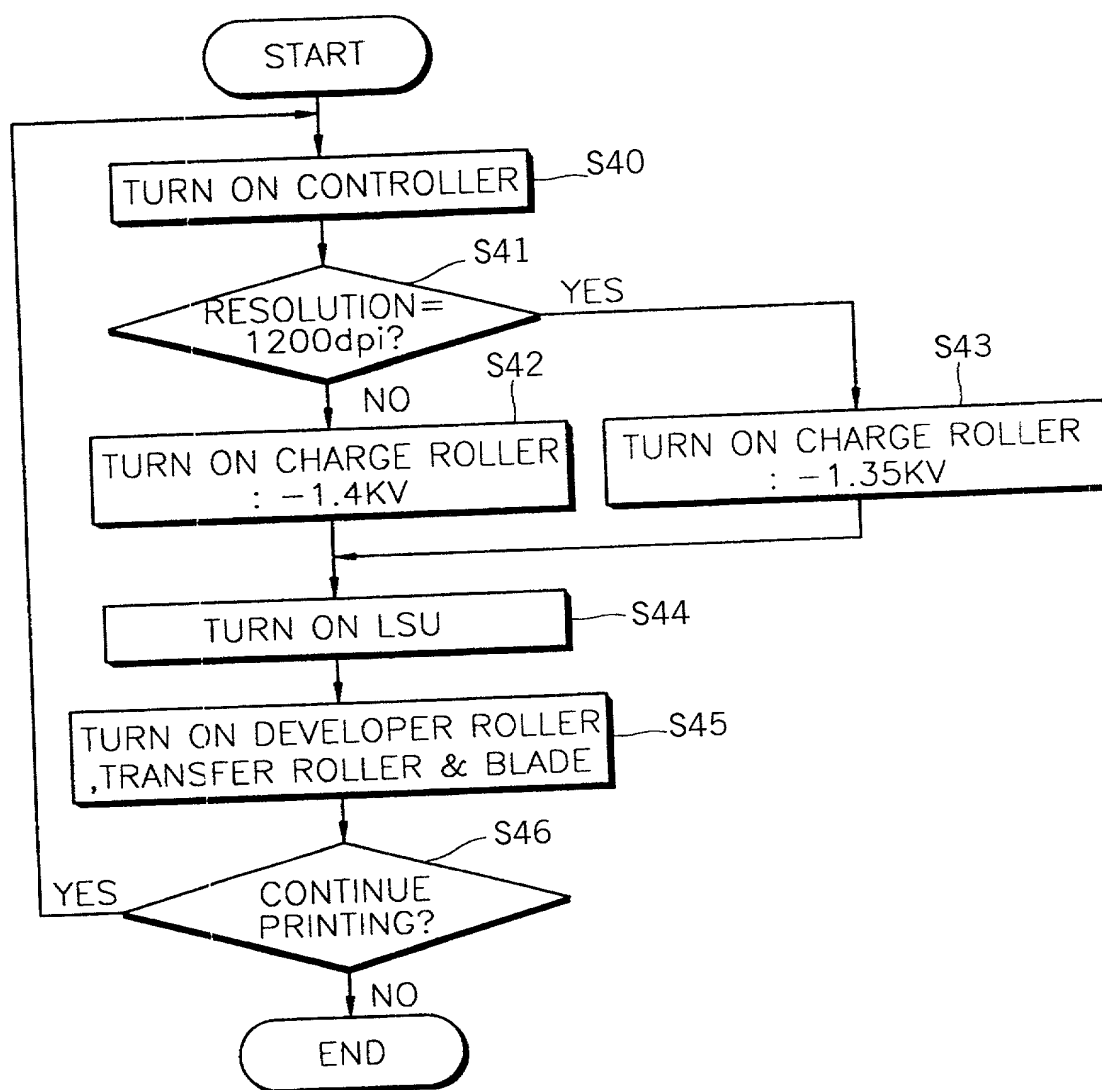 START
TURN ON CONTROLLER
S40
S41
RESOLUTION=
1200dpi?
YES
NO
S42
TURN ON CHARGE ROLLER
: -1.4KV
S43
TURN ON CHARGE ROLLER
: -1.35KV
TURN ON LSU
S44
TURN ON DEVELOPER ROLLER
,TRANSFER ROLLER & BLADE
S45
S46
CONTINUE
PRINTING?
YES
NO
END